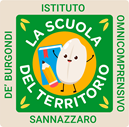 ISTITUTO
OMNICOMPRENSIVO
DE' BURGONDI
SANNAZZARO
LA SCUOLA
DEL TERRITORIO